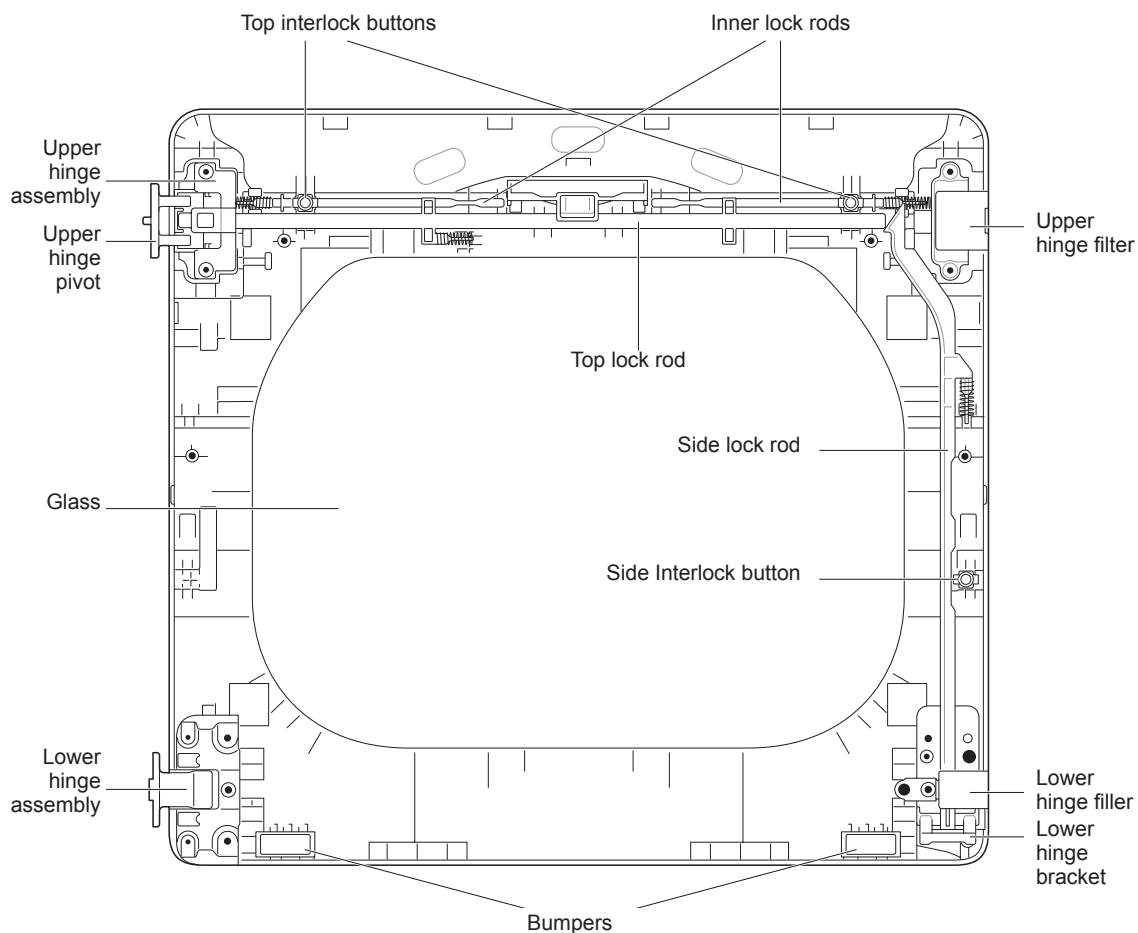 Top interlock buttons
Inner lock rods
Upper
hinge
assembly
Upper
hinge
pivot
Upper
hinge filter
Top lock rod
Side lock rod
Glass
Side Interlock button
Lower
hinge
assembly
Lower
hinge filler
Lower
hinge
bracket
Bumpers